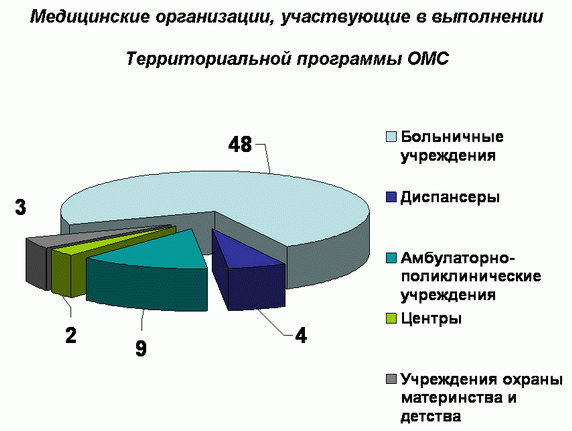 Медицинские организации, участвующие в выполнении
Территориальной программы ОМС
48
3
2
9
4
Больничные
учреждения
Диспансеры
Амбулаторно-
поликлинические
учреждения
Центры
Учреждения охраны
материнства и
детства